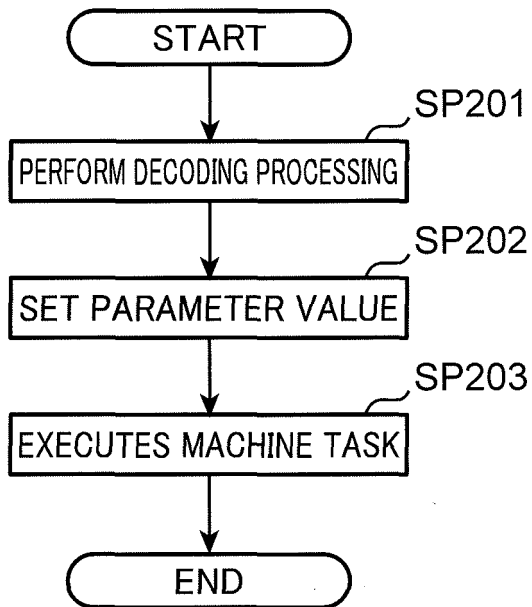 START
SP201
PERFORM DECODING PROCESSING
SP202
SET PARAMETER VALUE
SP203
EXECUTES MACHINE TASK
END